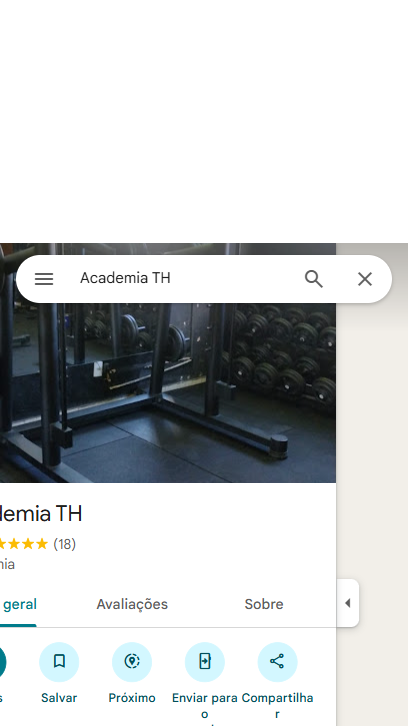 Academia TH
demia TH
(18)
nia
geral
Avaliações
Sobre
s
Salvar
Próximo
Enviar para o
Compartilhar